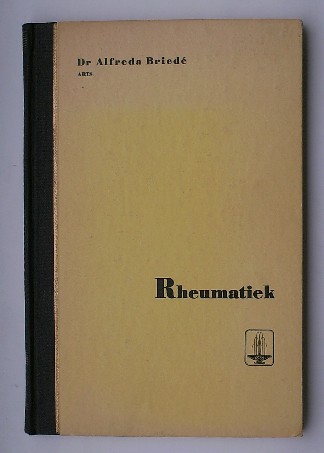 Dr Alfreda Briedé
ARTS
Rheumatiek